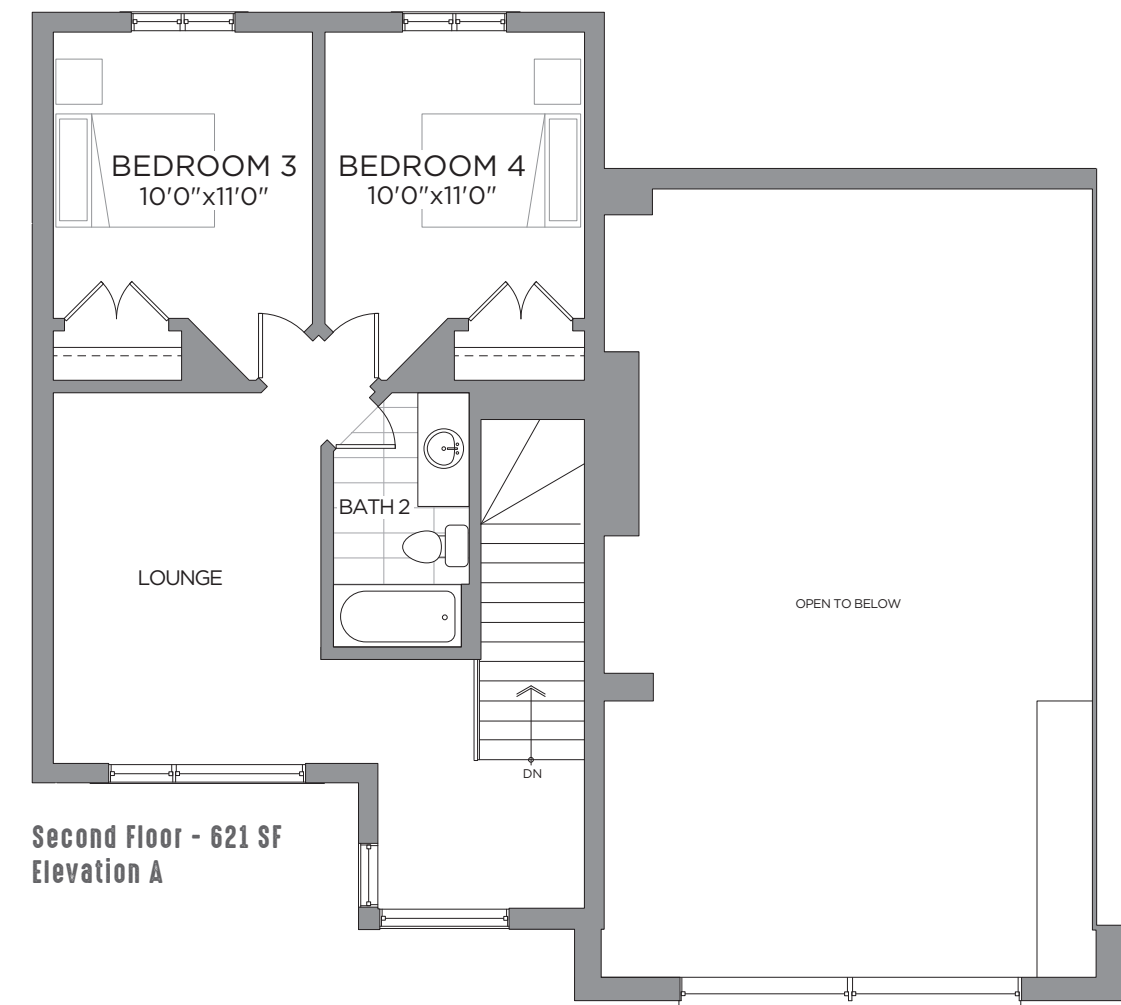 BEDROOM 3
10'0"x11'0"
BEDROOM 4
10'0"x11'0"
BATH 2
LOUNGE
OPEN TO BELOW
DN
Second Floor - 621 SF
Elevation A